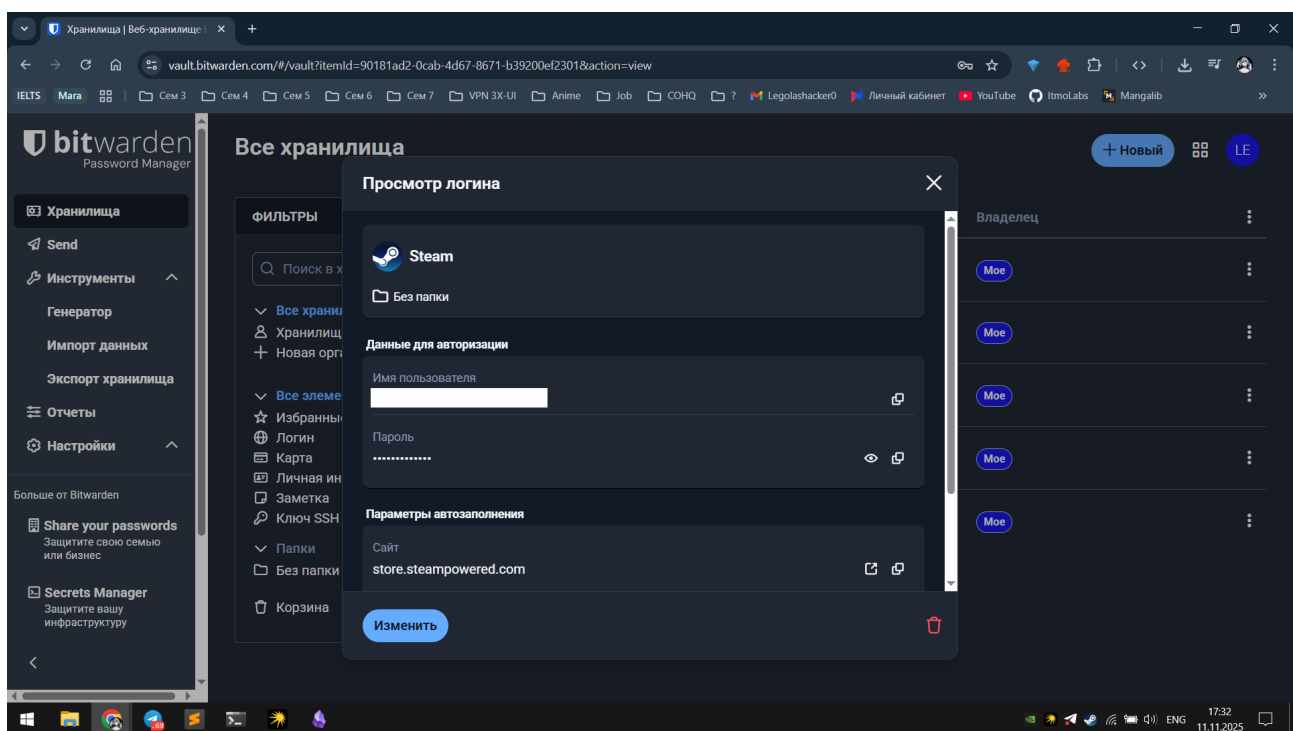 Хранилища | Веб-хранилище
vault.bitwarden.com/#/vault?itemId=90181ad2-0cab-4d67-8671-b39200ef2301&action=view
IELTS Mara Сем 3 Сем 4 Сем 5 Сем 6 Сем 7 VPN 3X-UI Anime Job СОНQ ? Legolashacker0 Личный кабинет YouTube ItmoLabs Mangalib »
bitwarden
Password Manager
Хранилища
Send
Инструменты
Генератор
Импорт данных
Экспорт хранилища
Отчеты
Настройки
Больше от Bitwarden
Share your passwords
Защитите свою семью
или бизнес
Secrets Manager
Защитите вашу
инфраструктуру
Все хранилища
+ Новый
LE
ФИЛЬТРЫ
Поиск в х
Все хранил
Хранилищ
Новая орга
Все элеме
Избранны
Логин
Карта
Личная ин
Заметка
Ключ SSH
Папки
Без папки
Корзина
Владелец
Мое
Мое
Мое
Мое
Мое
Просмотр логина
Steam
Без папки
Данные для авторизации
Имя пользователя
Пароль
•••••••••••••
Параметры автозаполнения
Сайт
store.steampowered.com
Изменить
69
ENG
17:32
11.11.2025